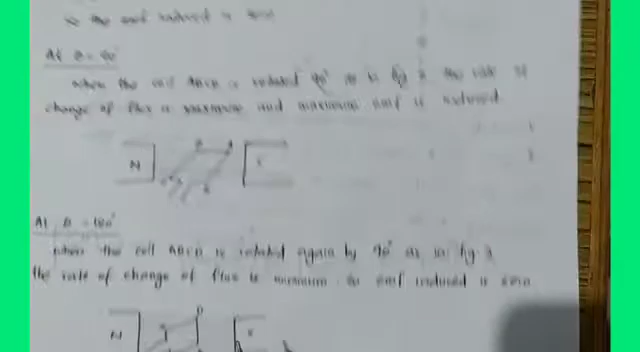 so the emf induced is zero
At θ = 90°
when the coil ABCD is rotated 90° as in fig 2 the rate of
change of flux is maximum and maximum emf is induced
N
At θ = 180°
when the coil ABCD is rotated again by 90° as in fig 3
the rate of change of flux is minimum. So emf induced is zero
N